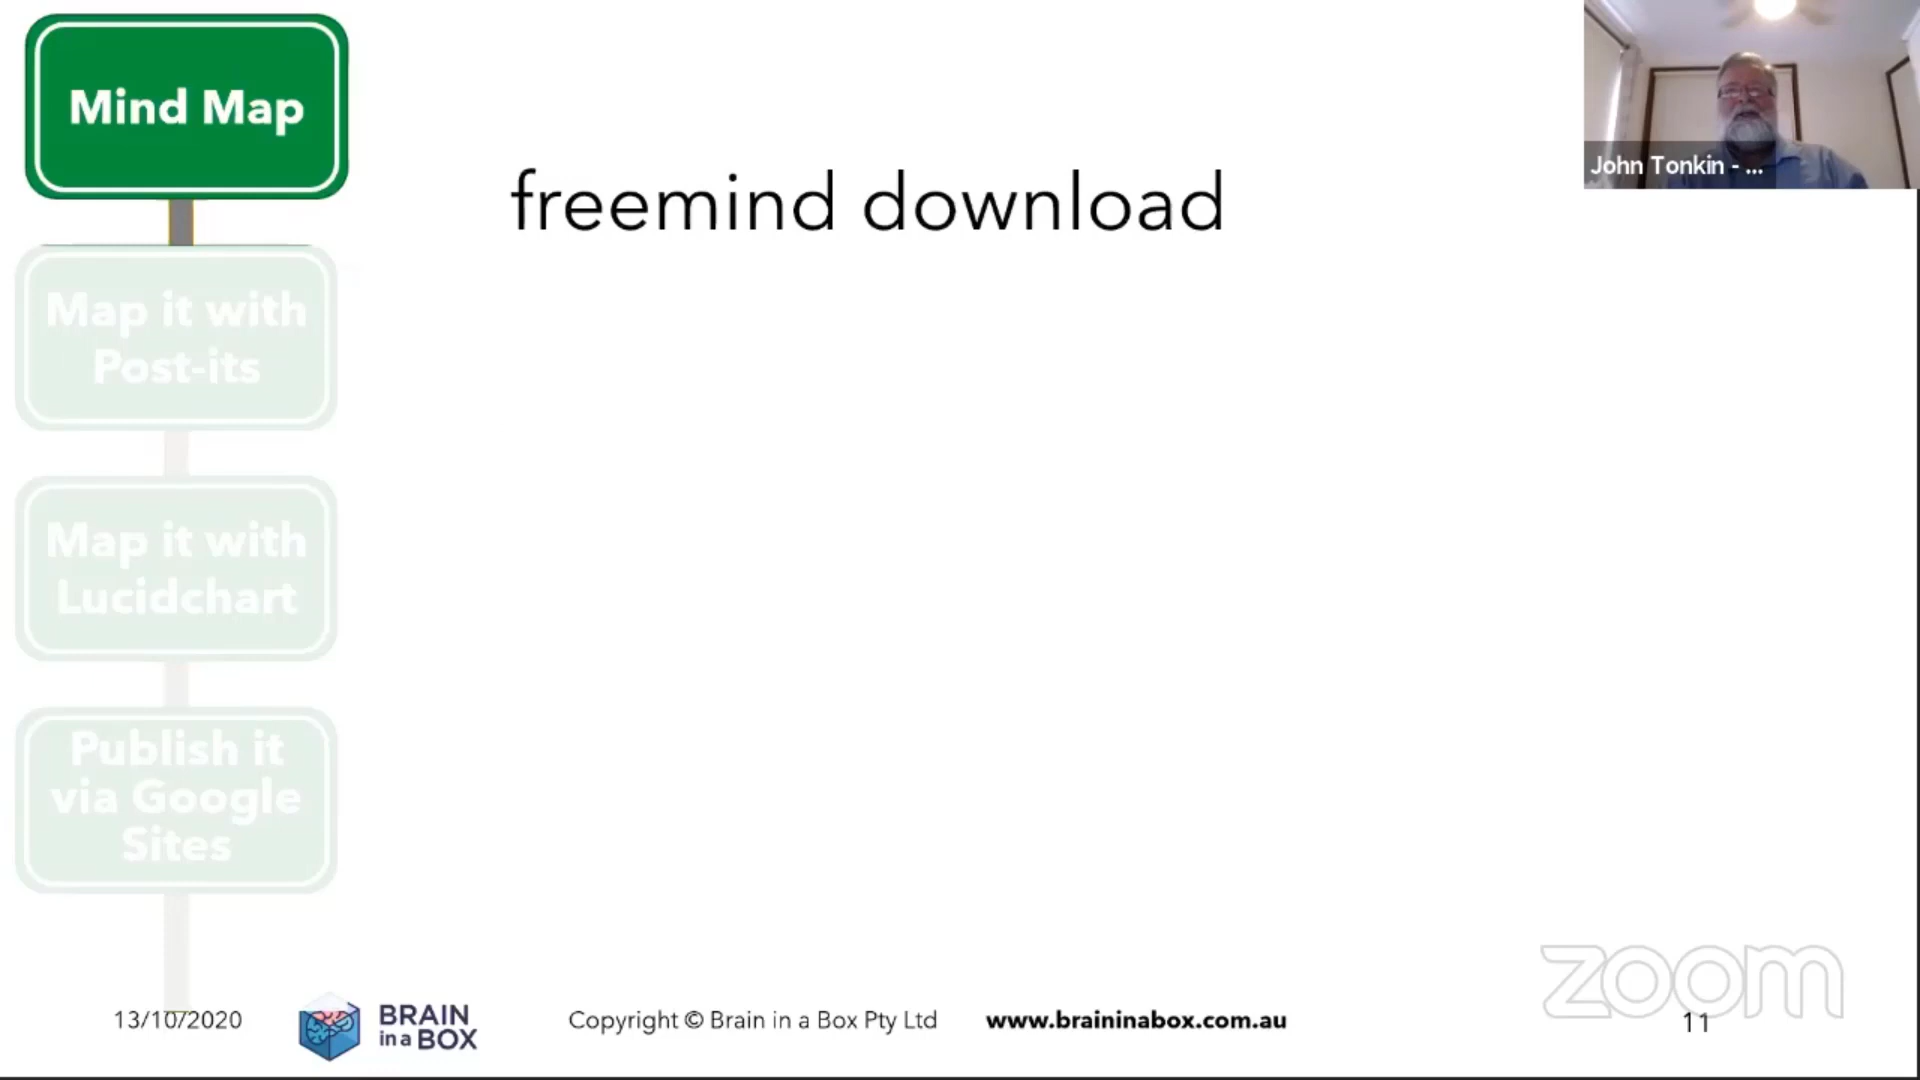 Mind Map
Map it with
Post-its
Map it with
Lucidchart
Publish it
via Google
Sites
freemind download
John Tonkin - ...
13/10/2020
BRAIN
in a BOX
Copyright © Brain in a Box Pty Ltd
www.braininabox.com.au
zoom
11